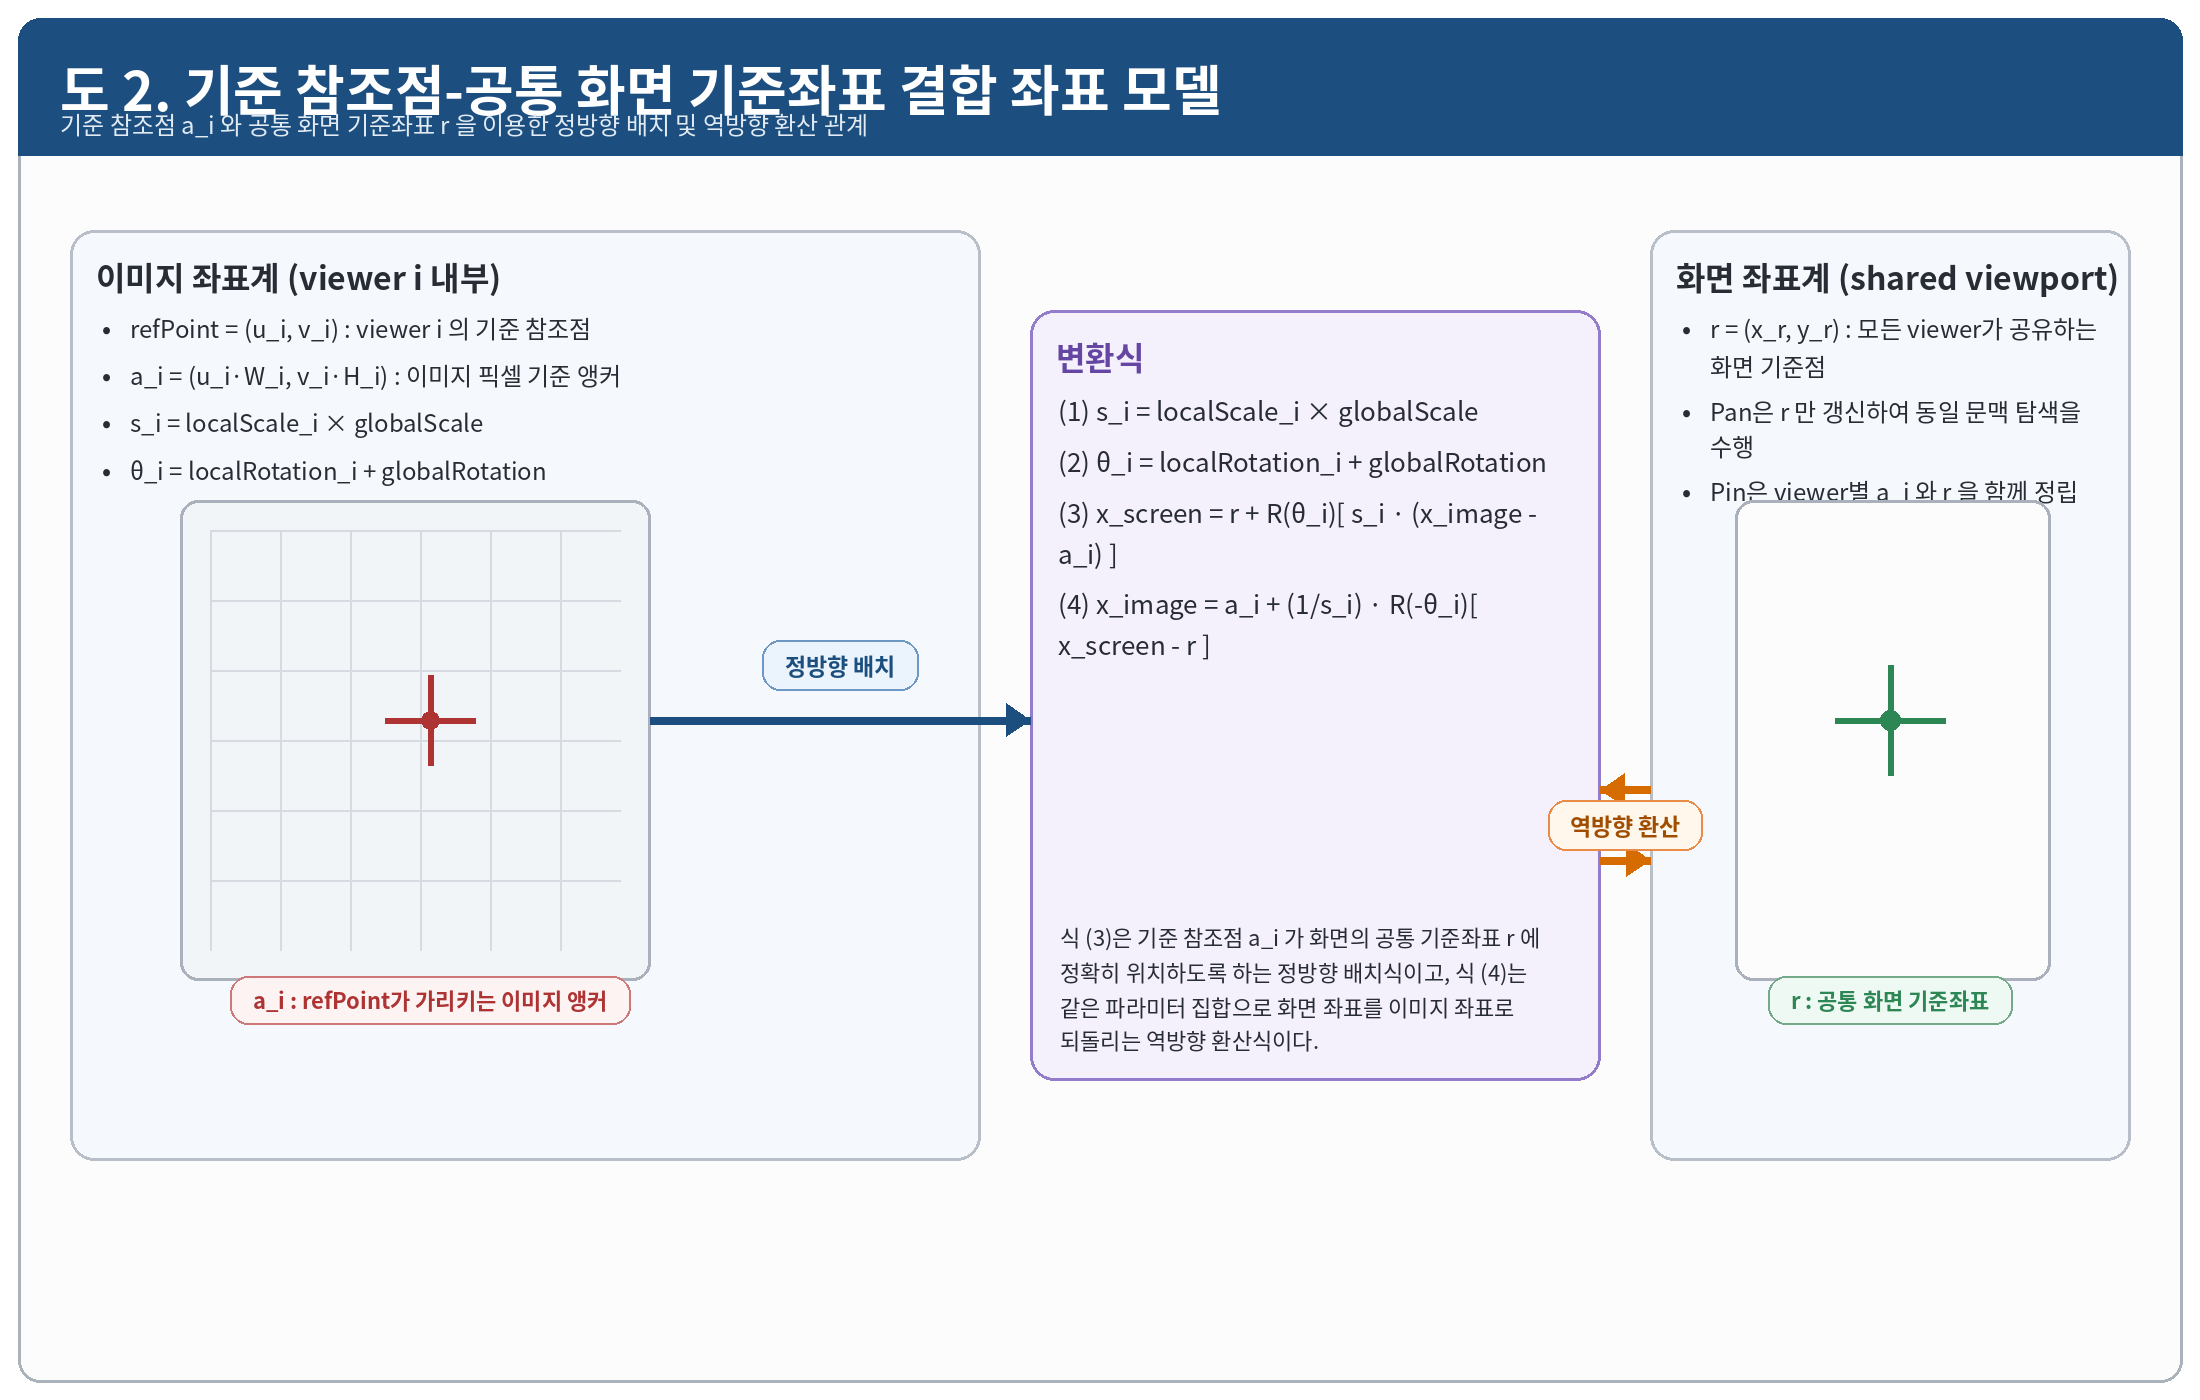 도 2. 기준 참조점-공통 화면 기준좌표 결합 좌표 모델
기준 참조점 a_i 와 공통 화면 기준좌표 r 을 이용한 정방향 배치 및 역방향 환산 관계
이미지 좌표계 (viewer i 내부)
• refPoint = (u_i, v_i) : viewer i 의 기준 참조점
• a_i = (u_i·W_i, v_i·H_i) : 이미지 픽셀 기준 앵커
• s_i = localScale_i × globalScale
• θ_i = localRotation_i + globalRotation
a_i : refPoint가 가리키는 이미지 앵커
정방향 배치
변환식
(1) s_i = localScale_i × globalScale
(2) θ_i = localRotation_i + globalRotation
(3) x_screen = r + R(θ_i)[ s_i · (x_image -
a_i) ]
(4) x_image = a_i + (1/s_i) · R(-θ_i)[
x_screen - r ]
식 (3)은 기준 참조점 a_i 가 화면의 공통 기준좌표 r 에
정확히 위치하도록 하는 정방향 배치식이고, 식 (4)는
같은 파라미터 집합으로 화면 좌표를 이미지 좌표로
되돌리는 역방향 환산식이다.
역방향 환산
화면 좌표계 (shared viewport)
• r = (x_r, y_r) : 모든 viewer가 공유하는
화면 기준점
• Pan은 r 만 갱신하여 동일 문맥 탐색을
수행
• Pin은 viewer별 a_i 와 r 을 함께 정립
r : 공통 화면 기준좌표